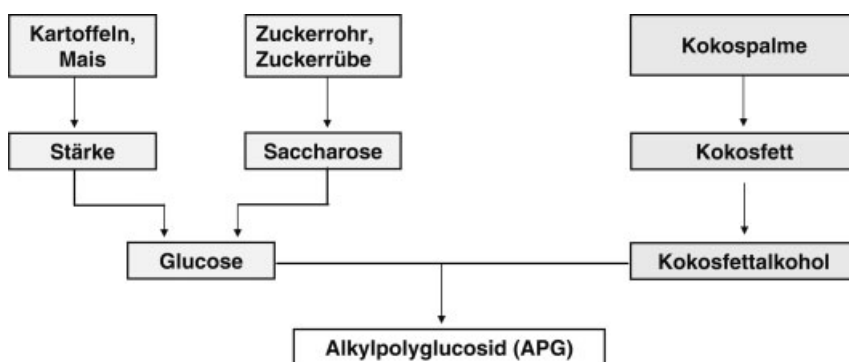 Kartoffeln,
Mais
Zuckerrohr,
Zuckerrübe
Kokospalme
Stärke
Saccharose
Kokosfett
Glucose
Kokosfettalkohol
Alkylpolyglucosid (APG)